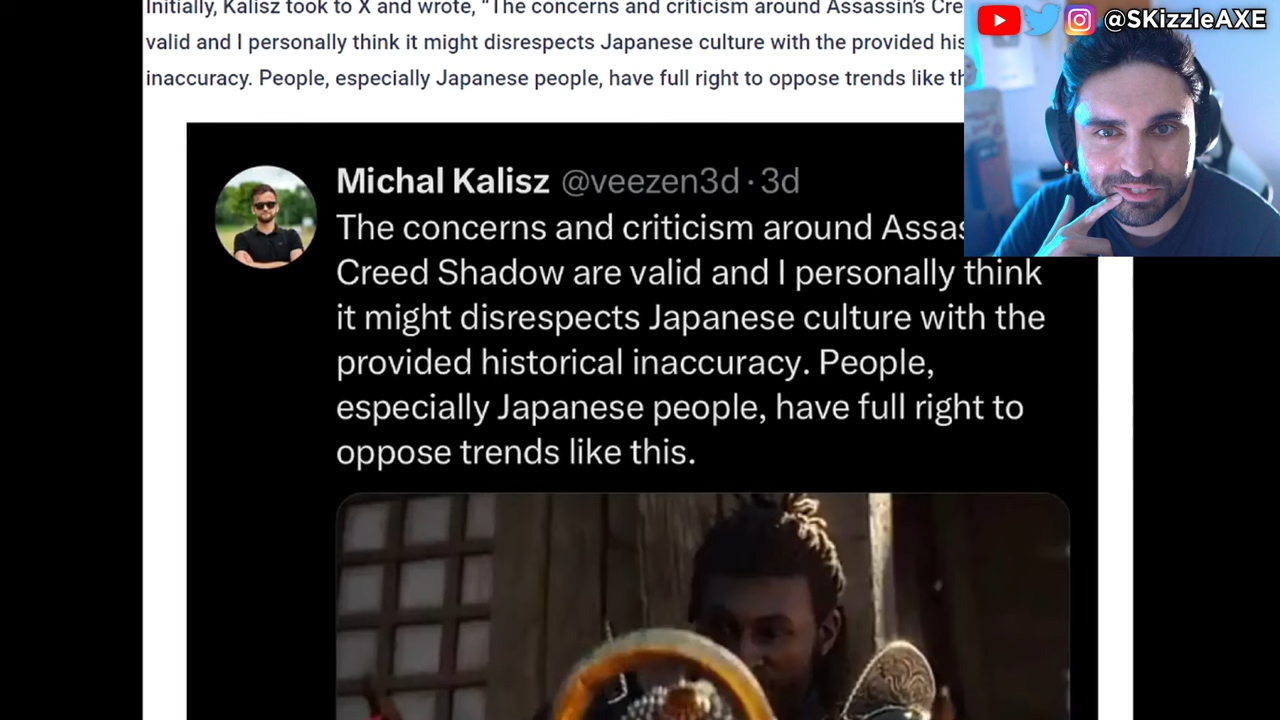 Initially, Kalisz took to X and wrote, “The concerns and criticism around Assassin’s Cre
valid and I personally think it might disrespects Japanese culture with the provided his
inaccuracy. People, especially Japanese people, have full right to oppose trends like th
@SKizzleAXE
Michal Kalisz @veezen3d · 3d
The concerns and criticism around Assas
Creed Shadow are valid and I personally think
it might disrespects Japanese culture with the
provided historical inaccuracy. People,
especially Japanese people, have full right to
oppose trends like this.